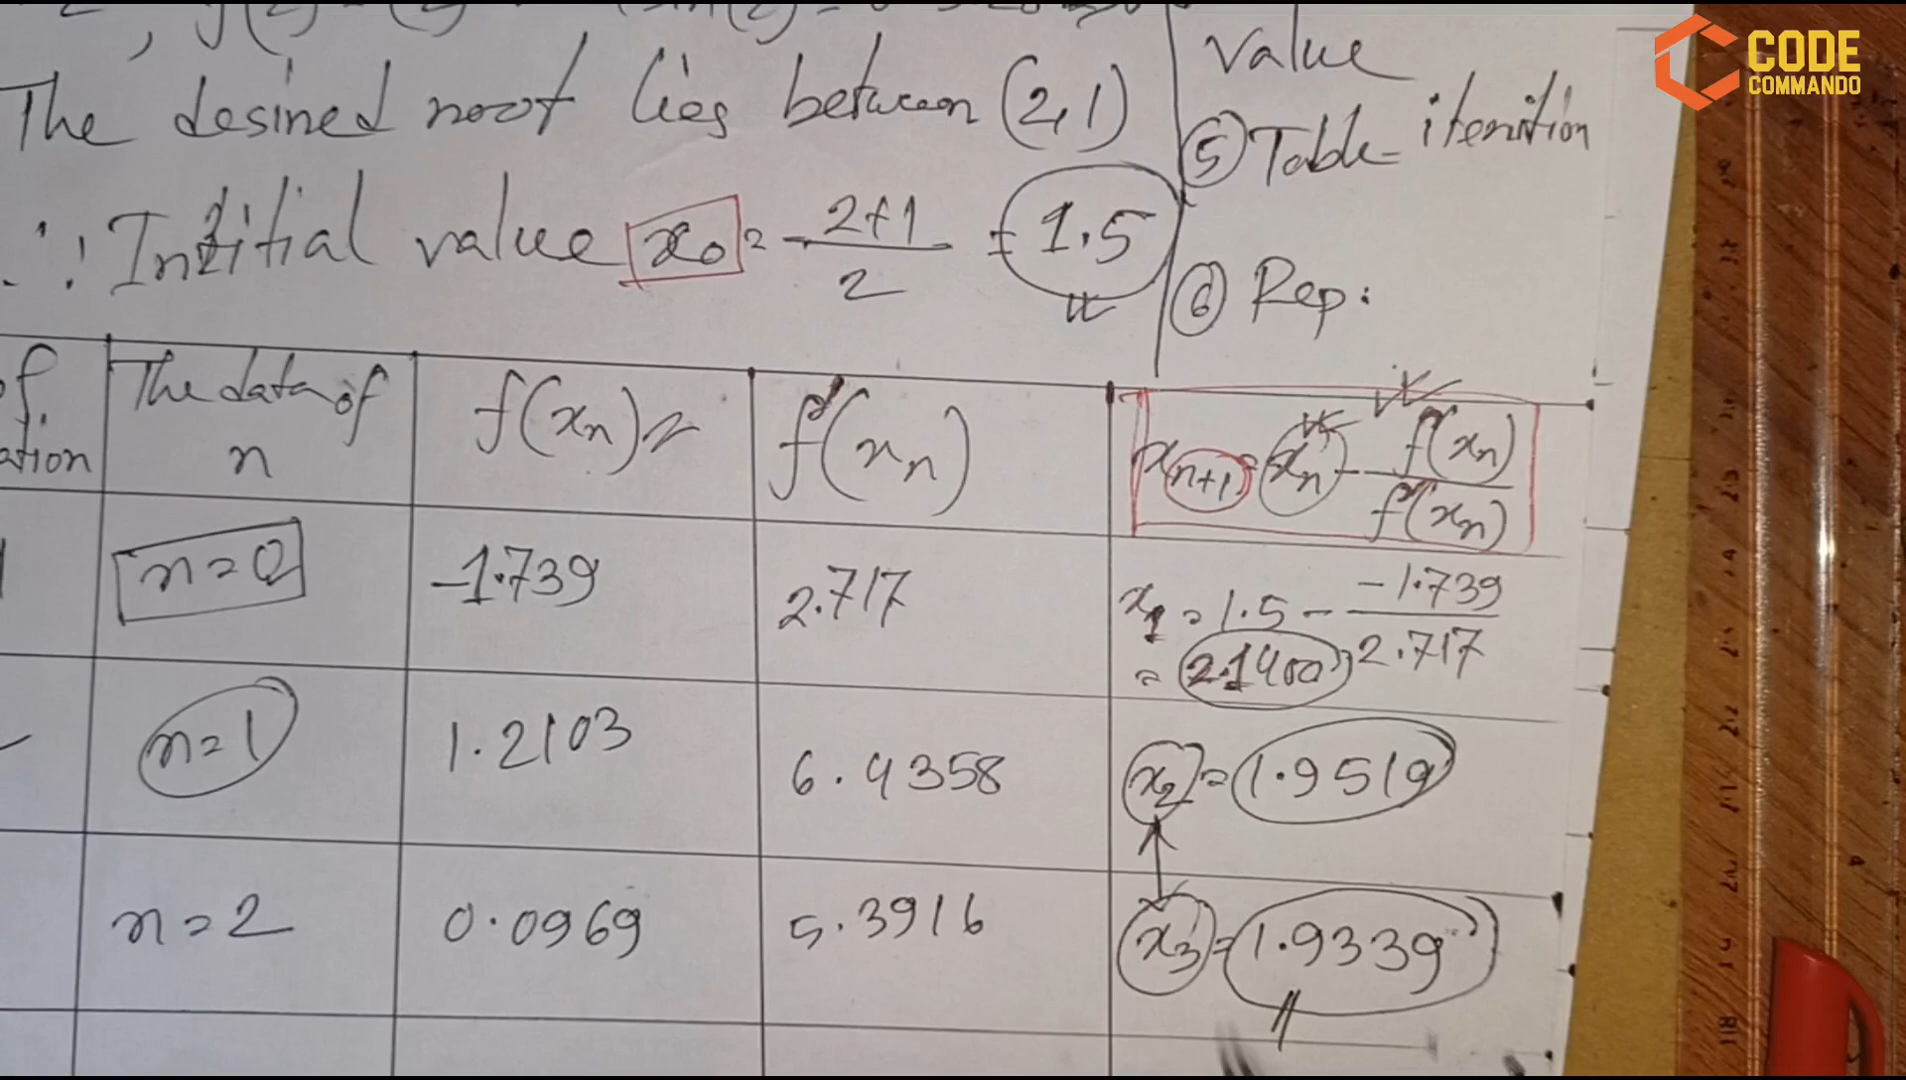 The desired root lies between (2,1)
∴ Initial value x₀ = (2+1)/2 = 1.5
value
⑤ Table iteration
⑥ Rep:
CODE
COMMANDO
The data of n
f(xₙ) =
f'(xₙ)
xₙ₊₁ = xₙ - f(xₙ)/f'(xₙ)
n=0
-1.739
2.717
x₁ = 1.5 - -1.739/2.717
= 2.1400
n=1
1.2103
6.4358
x₂ = 1.9519
n=2
0.0969
5.3916
x₃ = 1.9339